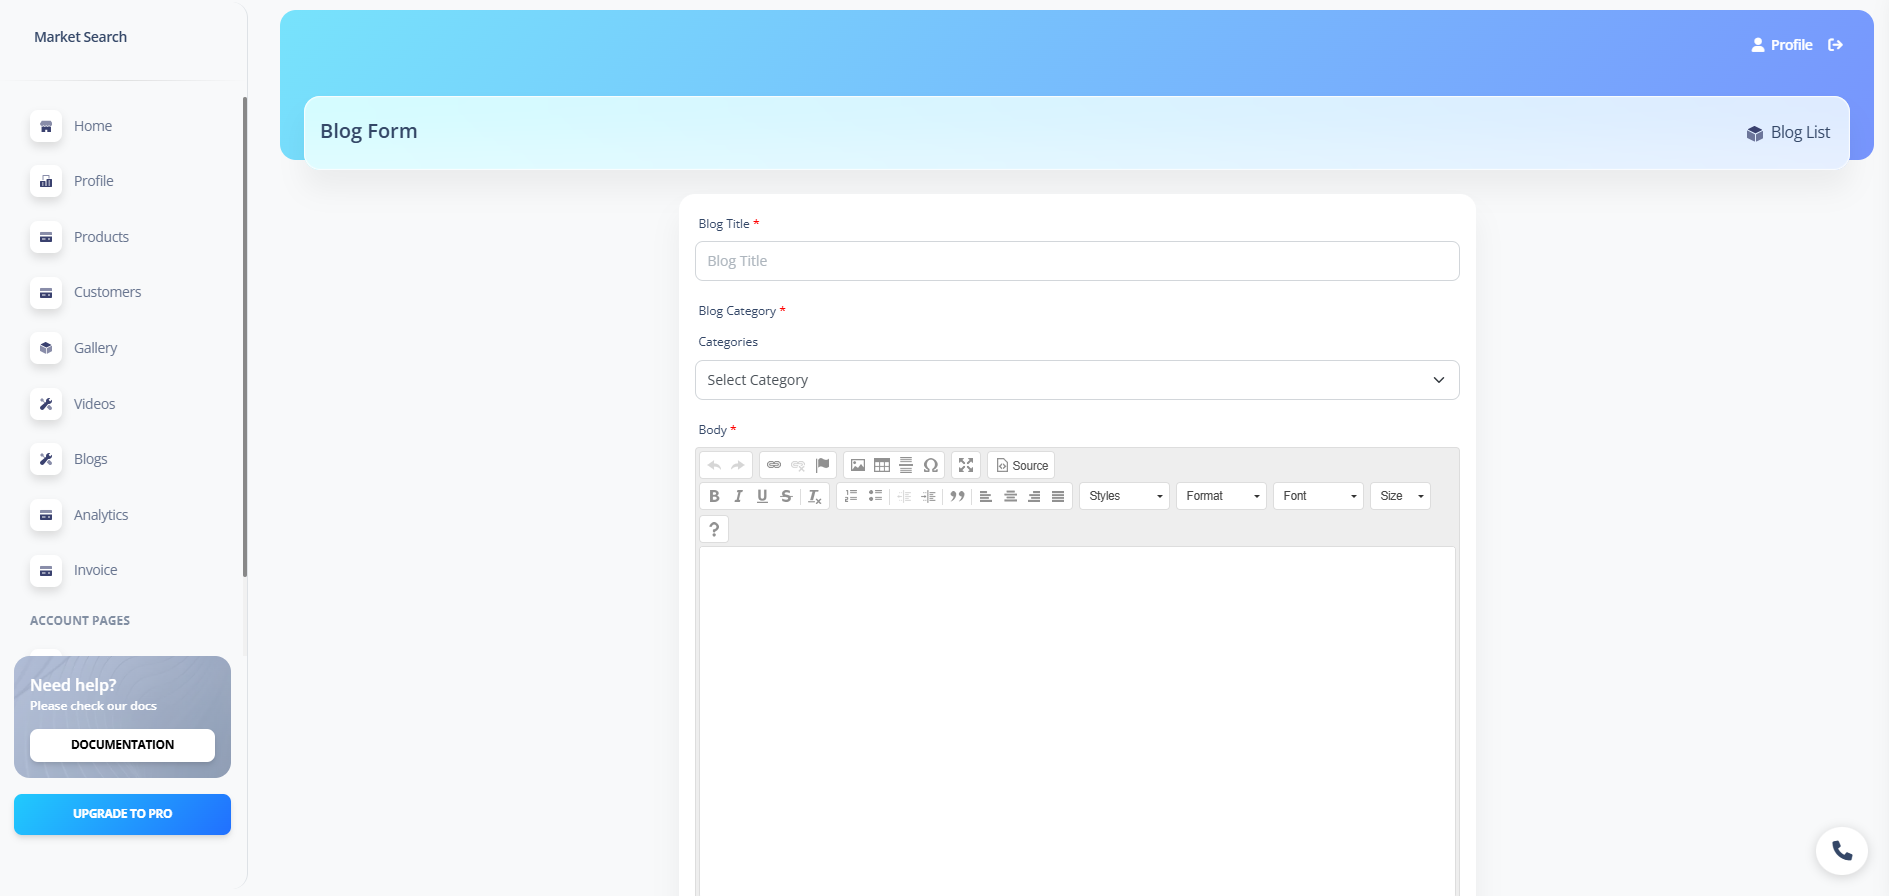 Market Search
Home
Profile
Products
Customers
Gallery
Videos
Blogs
Analytics
Invoice
ACCOUNT PAGES
Need help?
Please check our docs
DOCUMENTATION
UPGRADE TO PRO
Profile
Blog Form
Blog List
Blog Title *
Blog Title
Blog Category *
Categories
Select Category
Body *
Source
Styles
Format
Font
Size
?